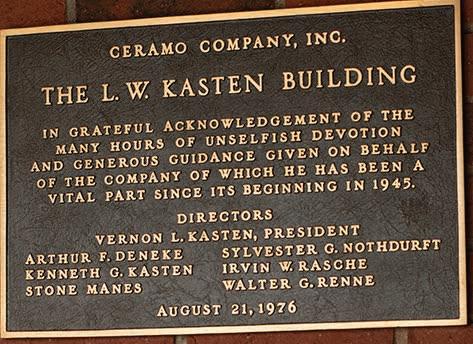 CERAMO COMPANY, INC.
THE L. W. KASTEN BUILDING
IN GRATEFUL ACKNOWLEDGEMENT OF THE
MANY HOURS OF UNSELFISH DEVOTION
AND GENEROUS GUIDANCE GIVEN ON BEHALF
OF THE COMPANY OF WHICH HE HAS BEEN A
VITAL PART SINCE ITS BEGINNING IN 1945.
DIRECTORS
VERNON L. KASTEN, PRESIDENT
ARTHUR F. DENEKE SYLVESTER G. NOTHDURFT
KENNETH G. KASTEN IRVIN W. RASCHE
STONE MANES WALTER G. RENNE
AUGUST 21, 1976